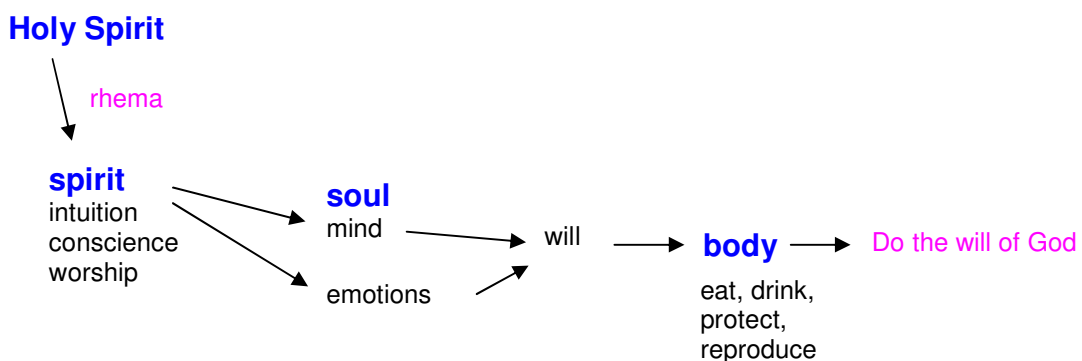 Holy Spirit
rhema
spirit
intuition
conscience
worship
soul
mind
emotions
will
body
eat, drink,
protect,
reproduce
Do the will of God